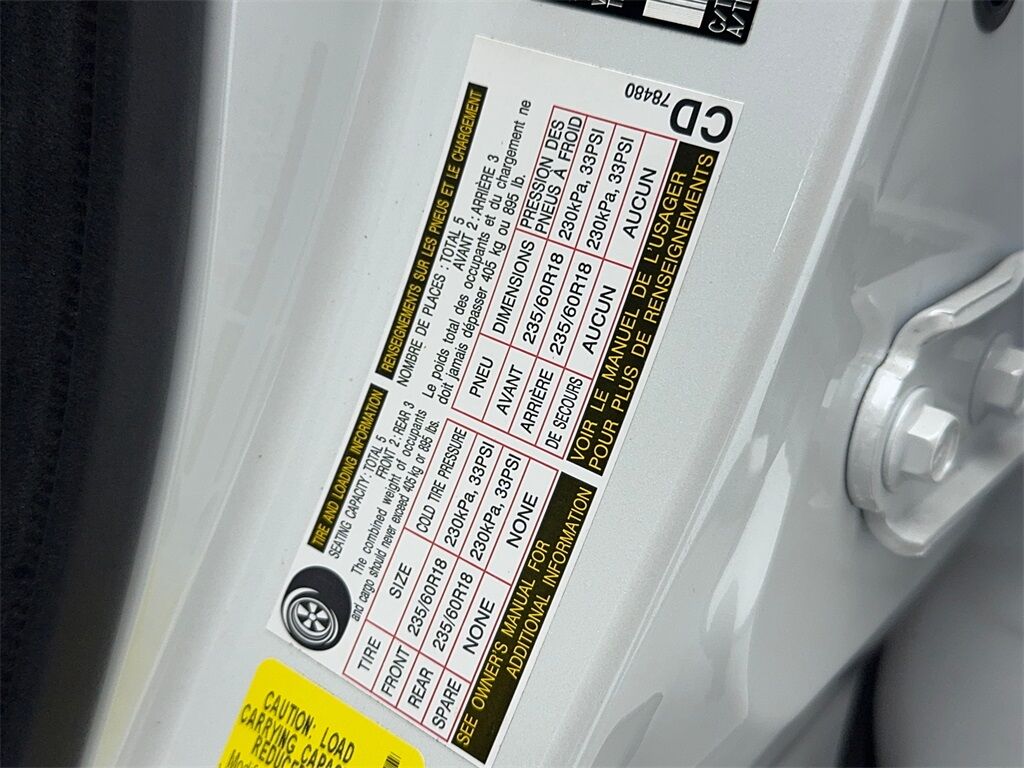 TIRE AND LOADING INFORMATION
SEATING CAPACITY: TOTAL 5
FRONT 2: REAR 3
The combined weight of occupants
and cargo should never exceed 405 kg or 895 lbs.
TIRE SIZE COLD TIRE PRESSURE
FRONT 235/60R18 230kPa, 33PSI
REAR 235/60R18 230kPa, 33PSI
SPARE NONE NONE
SEE OWNER'S MANUAL FOR
ADDITIONAL INFORMATION
RENSEIGNEMENTS SUR LES PNEUS ET LE CHARGEMENT
NOMBRE DE PLACES : TOTAL 5
AVANT 2 : ARRIÈRE 3
Le poids total des occupants et du chargement ne
doit jamais dépasser 405 kg ou 895 lb.
PNEU DIMENSIONS PRESSION DES
PNEUS À FROID
AVANT 235/60R18 230kPa, 33PSI
ARRIÈRE 235/60R18 230kPa, 33PSI
DE SECOURS AUCUN AUCUN
VOIR LE MANUEL DE L'USAGER
POUR PLUS DE RENSEIGNEMENTS
78480
CD
CAUTION: LOAD
CARRYING CAPA
REDUCE
C/T
A/T